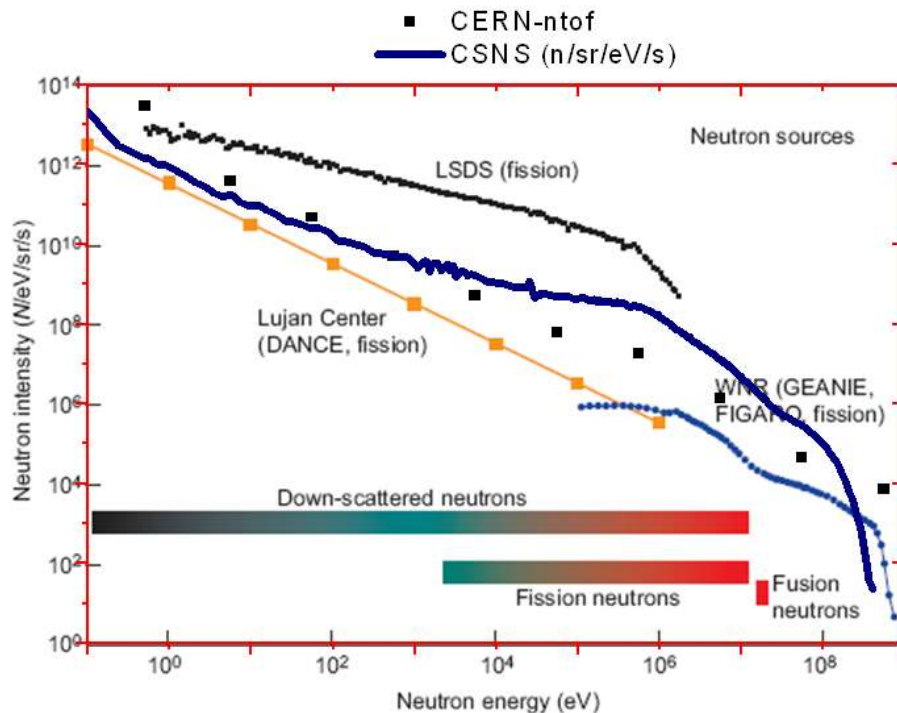 CERN-ntof
CSNS (n/sr/eV/s)
10^14
10^12
10^10
10^8
10^6
10^4
10^2
10^0
Neutron intensity (N/eV/sr/s)
Neutron sources
LSDS (fission)
Lujan Center
(DANCE, fission)
WNR (GEANIE,
FIGARO, fission)
Down-scattered neutrons
Fission neutrons
Fusion
neutrons
10^0 10^2 10^4 10^6 10^8
Neutron energy (eV)